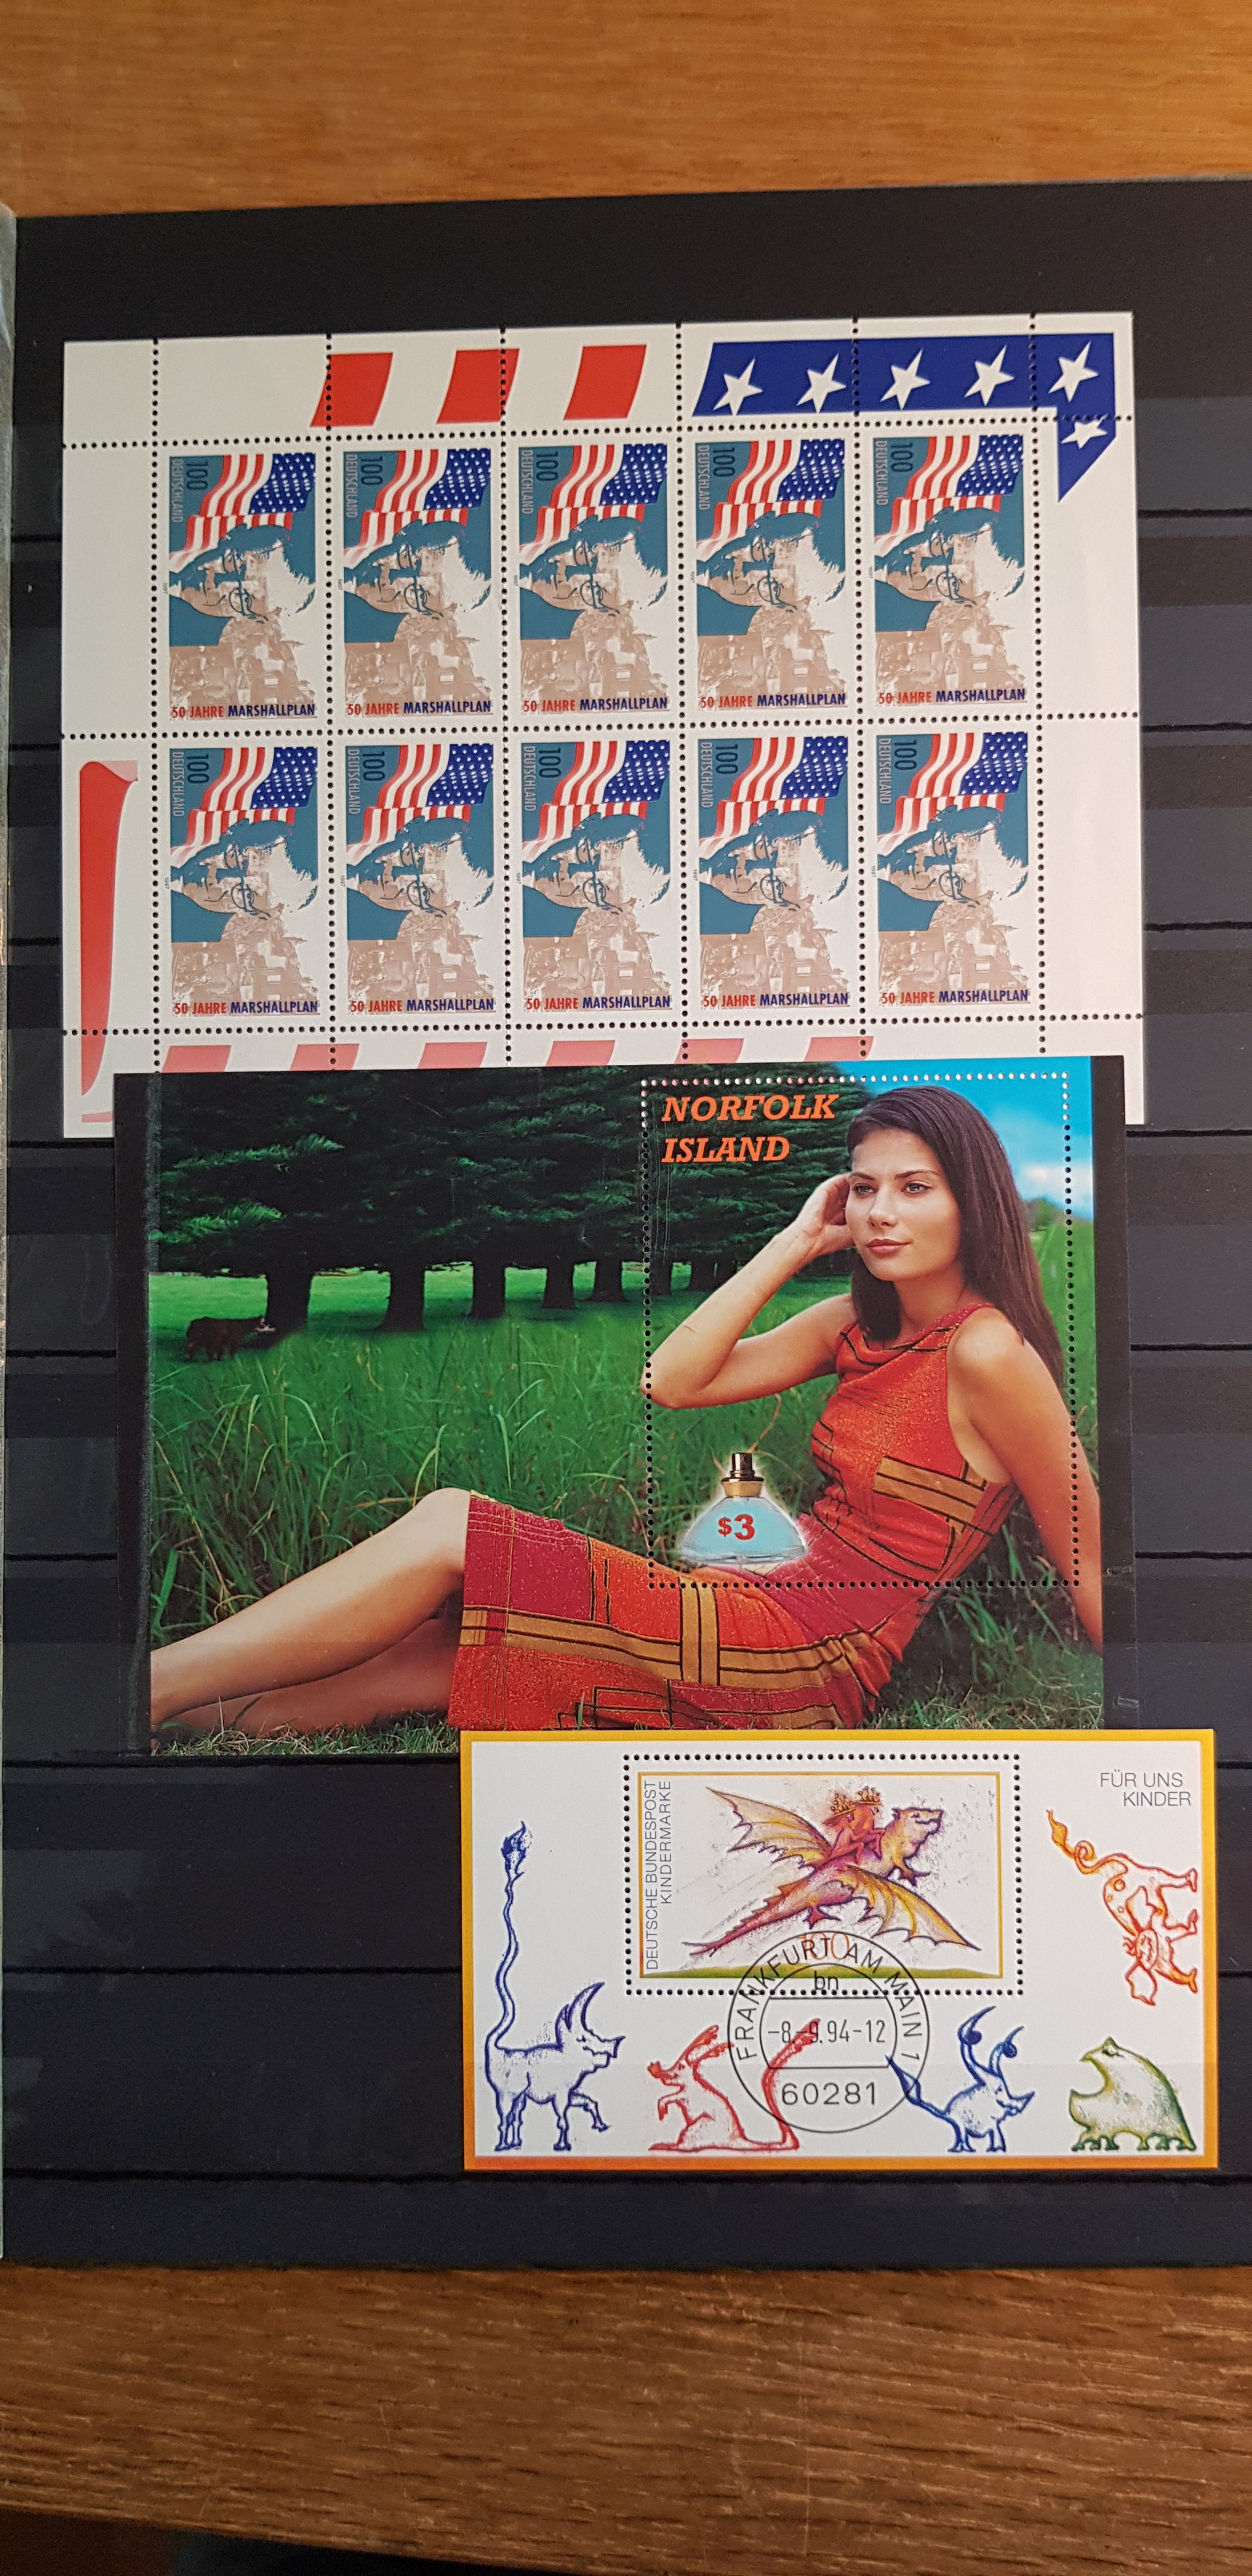 100
DEUTSCHLAND
50 JAHRE MARSHALLPLAN
100
DEUTSCHLAND
50 JAHRE MARSHALLPLAN
100
DEUTSCHLAND
50 JAHRE MARSHALLPLAN
100
DEUTSCHLAND
50 JAHRE MARSHALLPLAN
100
DEUTSCHLAND
50 JAHRE MARSHALLPLAN
100
DEUTSCHLAND
50 JAHRE MARSHALLPLAN
100
DEUTSCHLAND
50 JAHRE MARSHALLPLAN
100
DEUTSCHLAND
50 JAHRE MARSHALLPLAN
100
DEUTSCHLAND
50 JAHRE MARSHALLPLAN
100
DEUTSCHLAND
50 JAHRE MARSHALLPLAN
NORFOLK
ISLAND
$3
DEUTSCHE BUNDESPOST
KINDERMARKE
FÜR UNS
KINDER
FRANKFURT AM MAIN 1
bn
-8.-9.94-12
60281